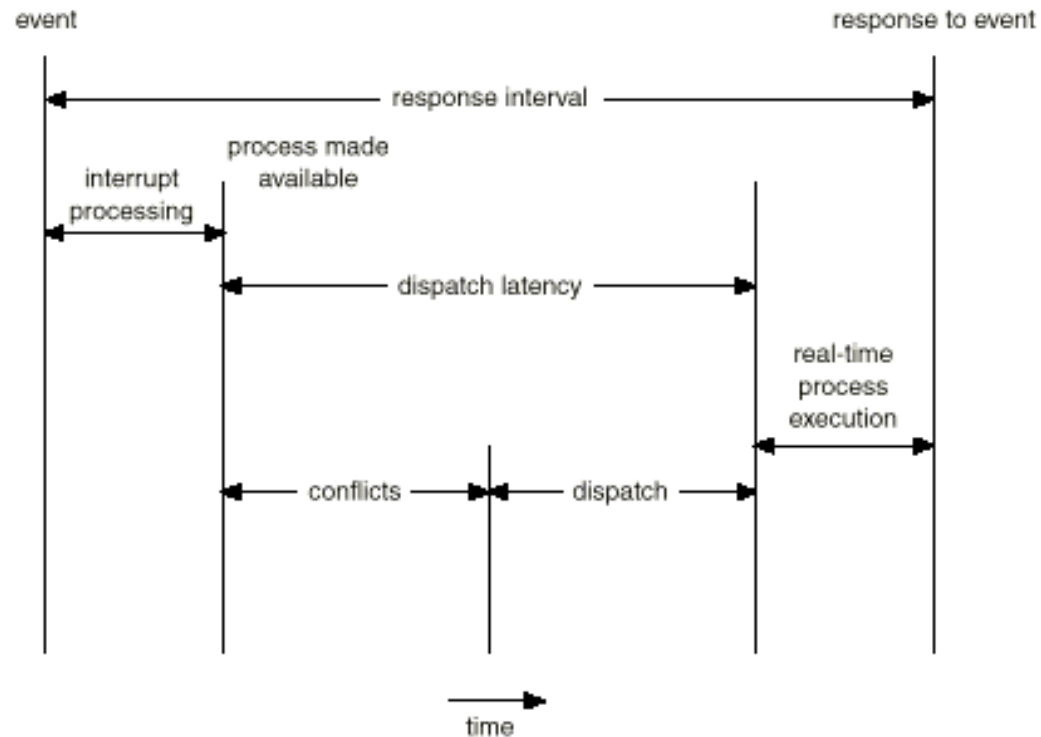 event
response to event
response interval
process made
available
interrupt
processing
dispatch latency
real-time
process
execution
conflicts
dispatch
time